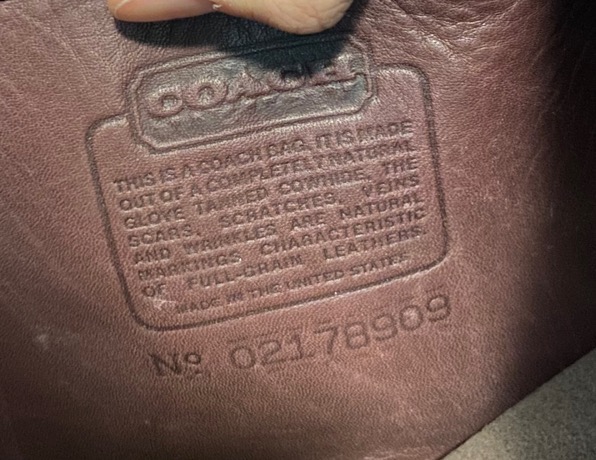 COACH
THIS IS A COACH BAG. IT IS MADE
OUT OF A COMPLETELY NATURAL
GLOVE TANNED COWHIDE. THE
SCARS, SCRATCHES, VEINS
AND WRINKLES ARE NATURAL
MARKINGS CHARACTERISTIC
OF FULL-GRAIN LEATHERS.
MADE IN THE UNITED STATES
Nº 02178909